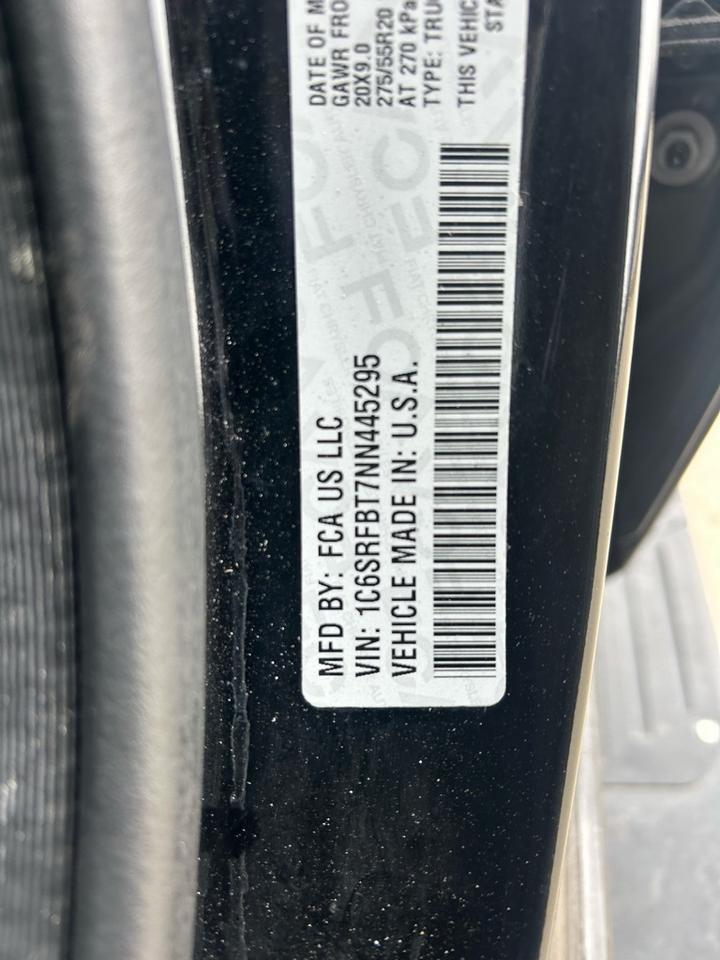 MFD BY: FCA US LLC
VIN: 1C6SRFBT7NN445295
VEHICLE MADE IN: U.S.A.
DATE OF M
GAWR FRO
20X9.0
275/55R20
AT 270 kPa
TYPE: TRU
THIS VEHIC
STA